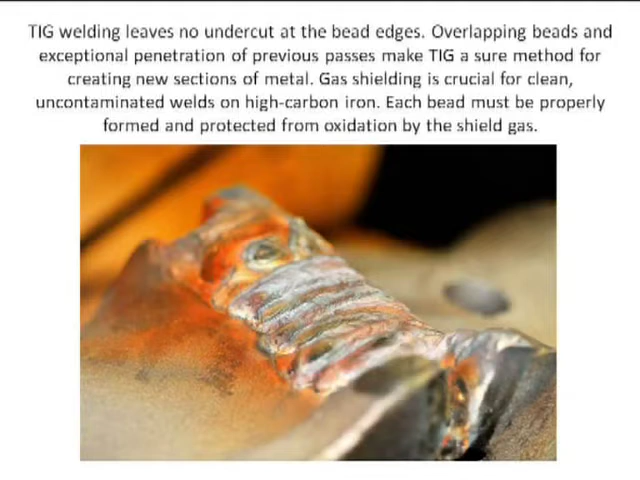 TIG welding leaves no undercut at the bead edges. Overlapping beads and
exceptional penetration of previous passes make TIG a sure method for
creating new sections of metal. Gas shielding is crucial for clean,
uncontaminated welds on high-carbon iron. Each bead must be properly
formed and protected from oxidation by the shield gas.